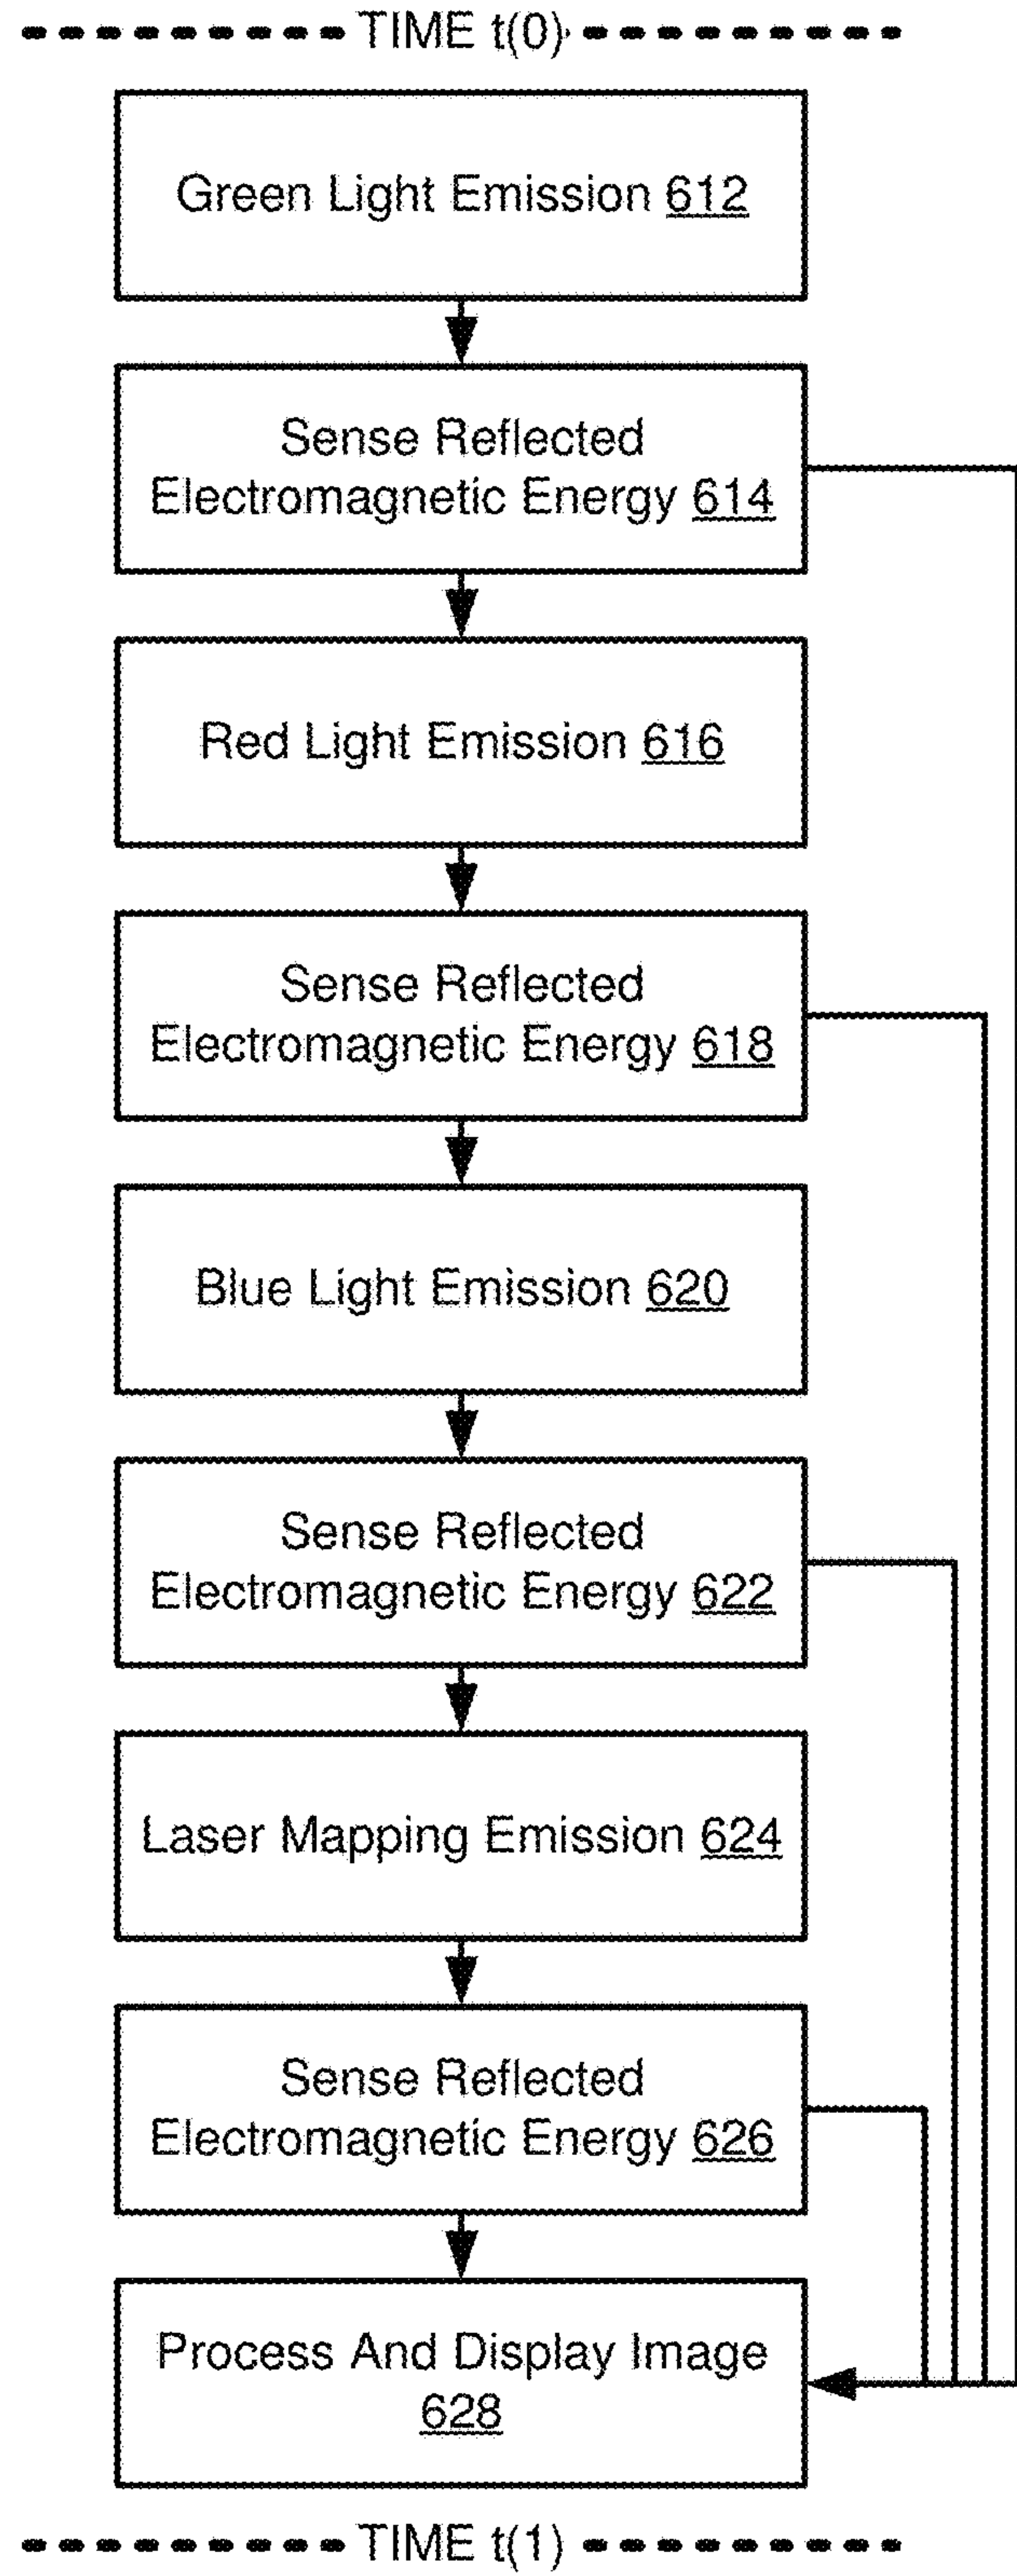 TIME t(0)
Green Light Emission 612
Sense Reflected
Electromagnetic Energy 614
Red Light Emission 616
Sense Reflected
Electromagnetic Energy 618
Blue Light Emission 620
Sense Reflected
Electromagnetic Energy 622
Laser Mapping Emission 624
Sense Reflected
Electromagnetic Energy 626
Process And Display Image
628
TIME t(1)